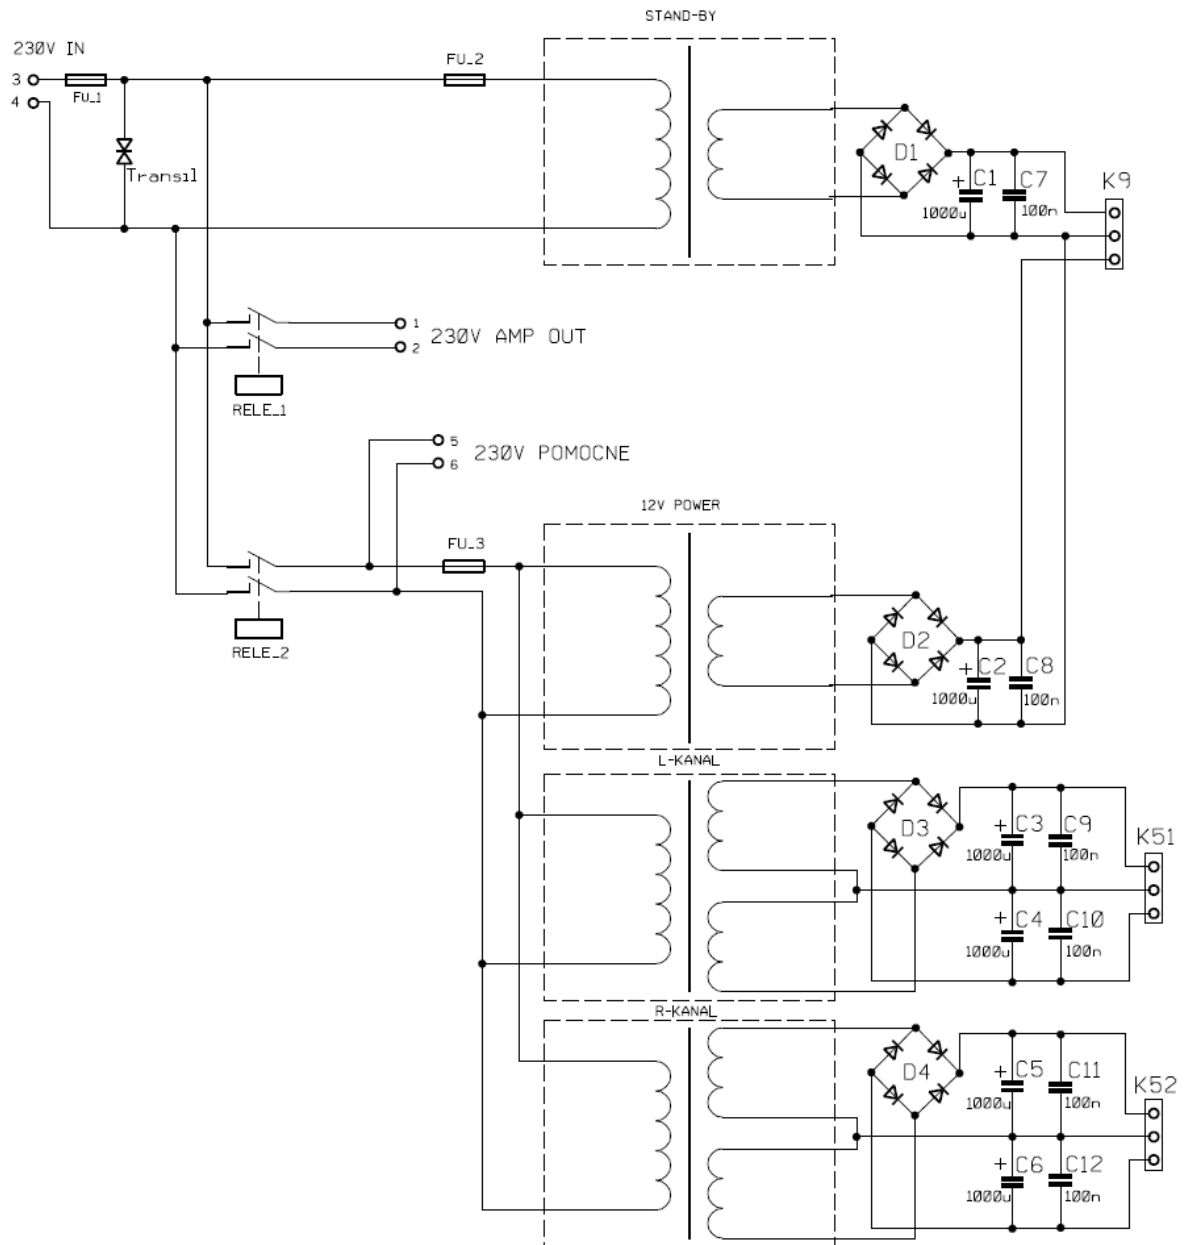 STAND-BY
230V IN
3
4
FU_1
FU_2
Transil
D1
+ C1
1000u
C7
100n
K9
1
2
230V AMP OUT
RELE_1
5
6
230V POMOCNE
12V POWER
FU_3
RELE_2
D2
+ C2
1000u
C8
100n
L-KANAL
D3
+ C3
1000u
C9
100n
K51
+ C4
1000u
C10
100n
R-KANAL
D4
+ C5
1000u
C11
100n
K52
+ C6
1000u
C12
100n